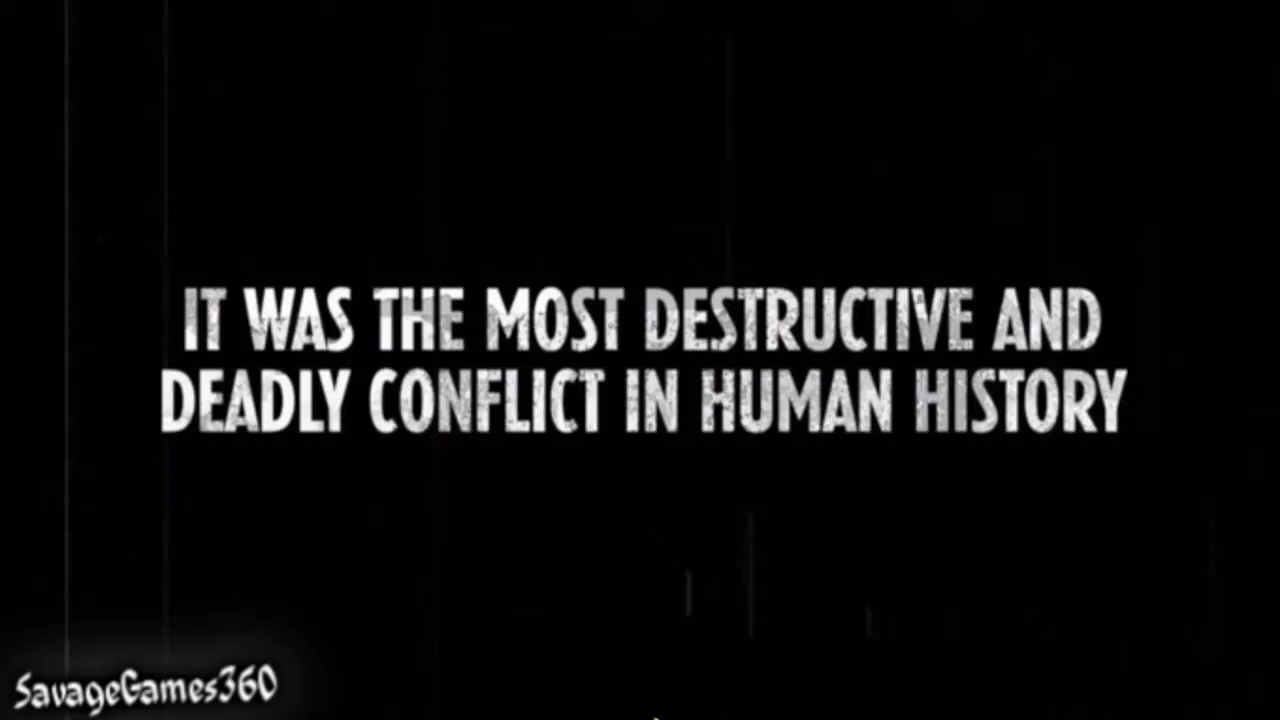 IT WAS THE MOST DESTRUCTIVE AND
DEADLY CONFLICT IN HUMAN HISTORY
SavageGames360